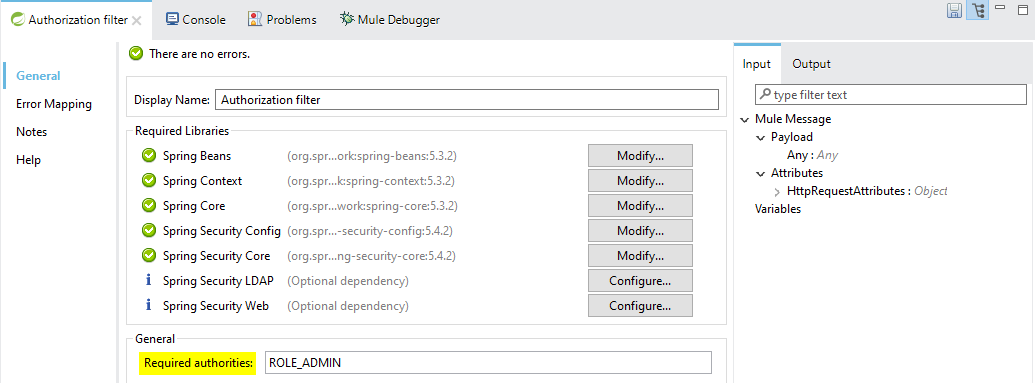 Authorization filter
Console
Problems
Mule Debugger
General
Error Mapping
Notes
Help
There are no errors.
Display Name: Authorization filter
Required Libraries
Spring Beans (org.spr...ork:spring-beans:5.3.2) Modify...
Spring Context (org.spr...k:spring-context:5.3.2) Modify...
Spring Core (org.spr...work:spring-core:5.3.2) Modify...
Spring Security Config (org.spr...-security-config:5.4.2) Modify...
Spring Security Core (org.spr...ng-security-core:5.4.2) Modify...
Spring Security LDAP (Optional dependency) Configure...
Spring Security Web (Optional dependency) Configure...
General
Required authorities: ROLE_ADMIN
Input
Output
type filter text
Mule Message
Payload
Any : Any
Attributes
HttpRequestAttributes : Object
Variables